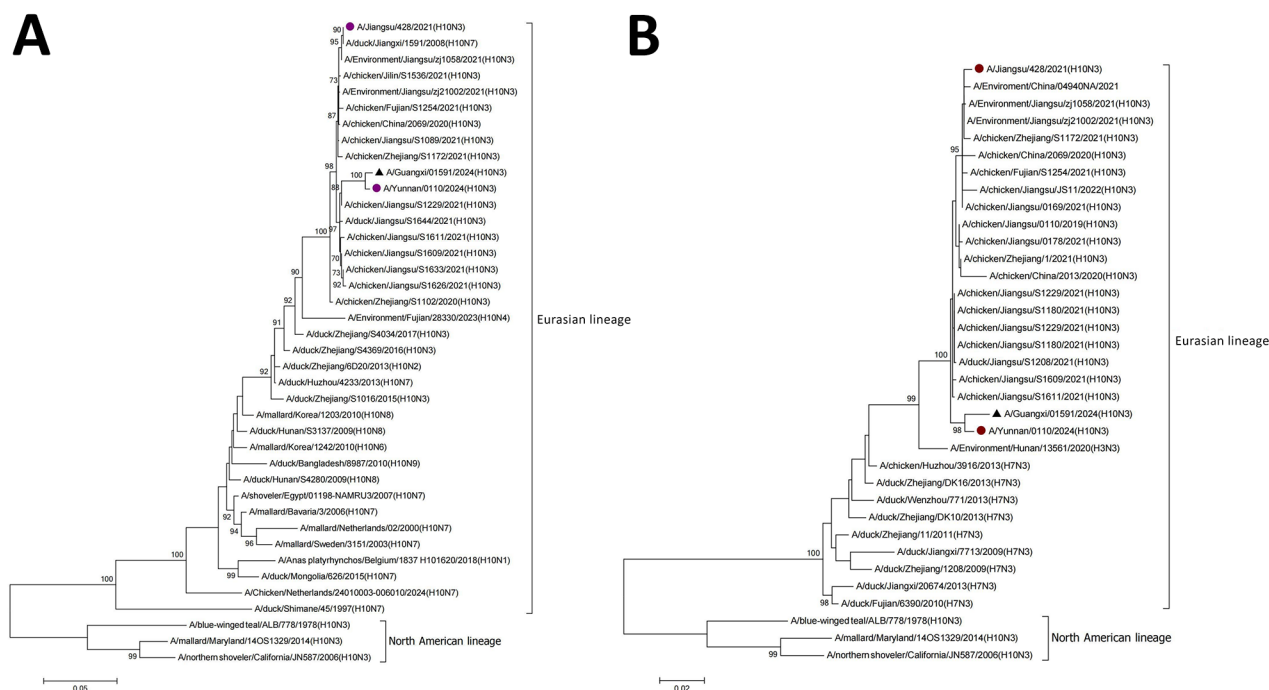 A
90
A/Jiangsu/428/2021(H10N3)
95
A/duck/Jiangxi/1591/2008(H10N7)
A/Environment/Jiangsu/zj1058/2021(H10N3)
73
A/chicken/Jilin/S1536/2021(H10N3)
A/Environment/Jiangsu/zj21002/2021(H10N3)
87
A/chicken/Fujian/S1254/2021(H10N3)
A/chicken/China/2069/2020(H10N3)
A/chicken/Jiangsu/S1089/2021(H10N3)
A/chicken/Zhejiang/S1172/2021(H10N3)
98
100
A/Guangxi/01591/2024(H10N3)
88
A/Yunnan/0110/2024(H10N3)
A/chicken/Jiangsu/S1229/2021(H10N3)
A/duck/Jiangsu/S1644/2021(H10N3)
100
97
A/chicken/Jiangsu/S1611/2021(H10N3)
A/chicken/Jiangsu/S1609/2021(H10N3)
70
73
A/chicken/Jiangsu/S1633/2021(H10N3)
92
A/chicken/Jiangsu/S1626/2021(H10N3)
90
A/chicken/Zhejiang/S1102/2020(H10N3)
92
A/Environment/Fujian/28330/2023(H10N4)
91
A/duck/Zhejiang/S4034/2017(H10N3)
A/duck/Zhejiang/S4369/2016(H10N3)
92
A/duck/Zhejiang/6D20/2013(H10N2)
A/duck/Huzhou/4233/2013(H10N7)
A/duck/Zhejiang/S1016/2015(H10N3)
A/mallard/Korea/1203/2010(H10N8)
A/duck/Hunan/S3137/2009(H10N8)
A/mallard/Korea/1242/2010(H10N6)
A/duck/Bangladesh/8987/2010(H10N9)
A/duck/Hunan/S4280/2009(H10N8)
A/shoveler/Egypt/01198-NAMRU3/2007(H10N7)
92
A/mallard/Bavaria/3/2006(H10N7)
94
A/mallard/Netherlands/02/2000(H10N7)
96
A/mallard/Sweden/3151/2003(H10N7)
100
A/Anas platyrhynchos/Belgium/1837 H101620/2018(H10N1)
99
A/duck/Mongolia/626/2015(H10N7)
100
A/Chicken/Netherlands/24010003-006010/2024(H10N7)
A/duck/Shimane/45/1997(H10N7)
A/blue-winged teal/ALB/778/1978(H10N3)
A/mallard/Maryland/14OS1329/2014(H10N3)
99
A/northern shoveler/California/JN587/2006(H10N3)
Eurasian lineage
North American lineage
0.05
B
A/Jiangsu/428/2021(H10N3)
A/Enviroment/China/04940NA/2021
A/Environment/Jiangsu/zj1058/2021(H10N3)
A/Environment/Jiangsu/zj21002/2021(H10N3)
A/chicken/Zhejiang/S1172/2021(H10N3)
95
A/chicken/China/2069/2020(H10N3)
A/chicken/Fujian/S1254/2021(H10N3)
A/chicken/Jiangsu/JS11/2022(H10N3)
A/chicken/Jiangsu/0169/2021(H10N3)
A/chicken/Jiangsu/0110/2019(H10N3)
A/chicken/Jiangsu/0178/2021(H10N3)
A/chicken/Zhejiang/1/2021(H10N3)
A/chicken/China/2013/2020(H10N3)
A/chicken/Jiangsu/S1229/2021(H10N3)
A/chicken/Jiangsu/S1180/2021(H10N3)
A/chicken/Jiangsu/S1229/2021(H10N3)
A/chicken/Jiangsu/S1180/2021(H10N3)
100
A/duck/Jiangsu/S1208/2021(H10N3)
A/chicken/Jiangsu/S1609/2021(H10N3)
A/chicken/Jiangsu/S1611/2021(H10N3)
99
A/Guangxi/01591/2024(H10N3)
98
A/Yunnan/0110/2024(H10N3)
A/Environment/Hunan/13561/2020(H3N3)
A/chicken/Huzhou/3916/2013(H7N3)
A/duck/Zhejiang/DK16/2013(H7N3)
A/duck/Wenzhou/771/2013(H7N3)
A/duck/Zhejiang/DK10/2013(H7N3)
A/duck/Zhejiang/11/2011(H7N3)
100
A/duck/Jiangxi/7713/2009(H7N3)
A/duck/Zhejiang/1208/2009(H7N3)
A/duck/Jiangxi/20674/2013(H7N3)
98
A/duck/Fujian/6390/2010(H7N3)
A/blue-winged teal/ALB/778/1978(H10N3)
A/mallard/Maryland/14OS1329/2014(H10N3)
99
A/northern shoveler/California/JN587/2006(H10N3)
Eurasian lineage
North American lineage
0.02